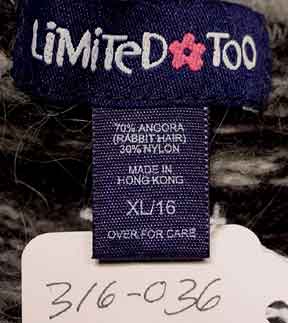 LiMiTeD TOO
70% ANGORA
(RABBIT HAIR)
30% NYLON
MADE IN
HONG KONG
XL/16
OVER FOR CARE
316-036